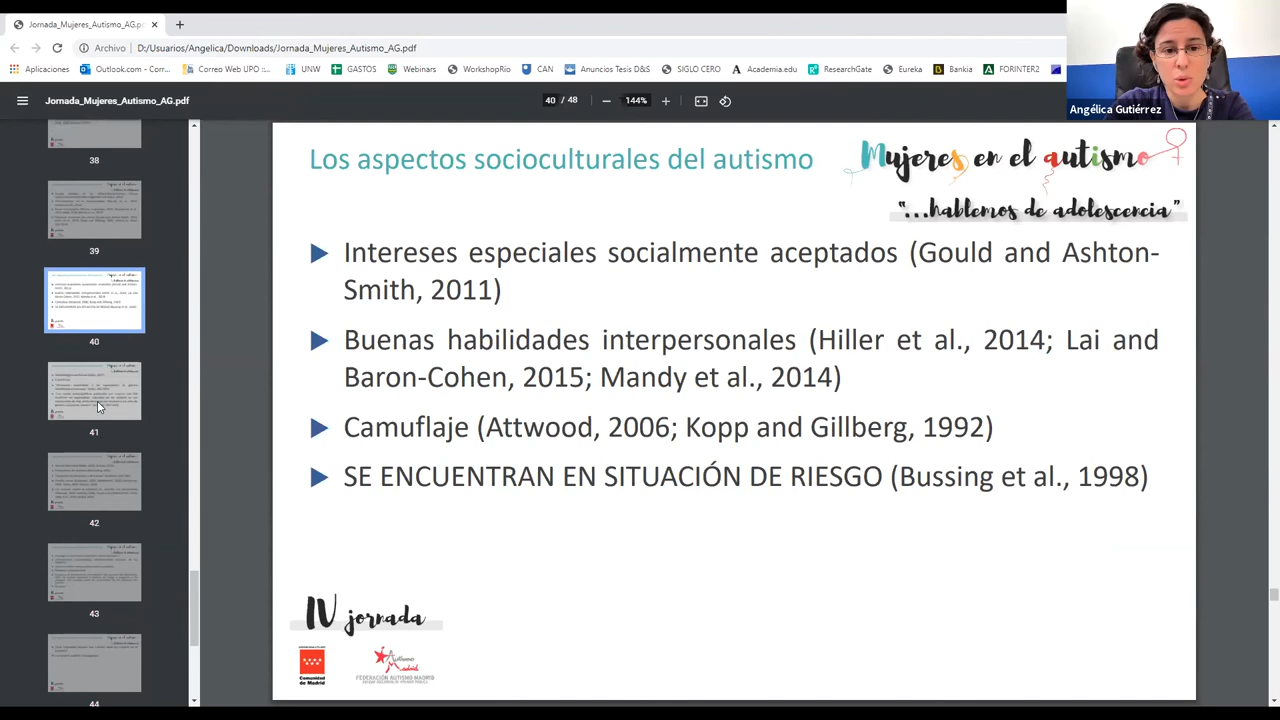 Jornada_Mujeres_Autismo_AG.pdf
Archivo D:/Usuarios/Angelica/Downloads/Jornada_Mujeres_Autismo_AG.pdf
Aplicaciones Outlook.com - Corr... Correo Web UPO ::... UNW GASTOS Webinars WorkshopRio CAN Anuncios Tesis D&S SIGLO CERO Academia.edu ResearchGate Eureka Bankia FORINTER2
Angélica Gutiérrez
Jornada_Mujeres_Autismo_AG.pdf 40 / 48 144%
38
39
40
41
42
43
44
Los aspectos socioculturales del autismo
Mujeres en el autismo
“...hablemos de adolescencia”
Intereses especiales socialmente aceptados (Gould and Ashton-
Smith, 2011)
Buenas habilidades interpersonales (Hiller et al., 2014; Lai and
Baron-Cohen, 2015; Mandy et al., 2014)
Camuflaje (Attwood, 2006; Kopp and Gillberg, 1992)
SE ENCUENTRAN EN SITUACIÓN DE RIESGO (Bussing et al., 1998)
IV jornada
Comunidad
de Madrid
Autismo
Madrid
FEDERACIÓN AUTISMO MADRID